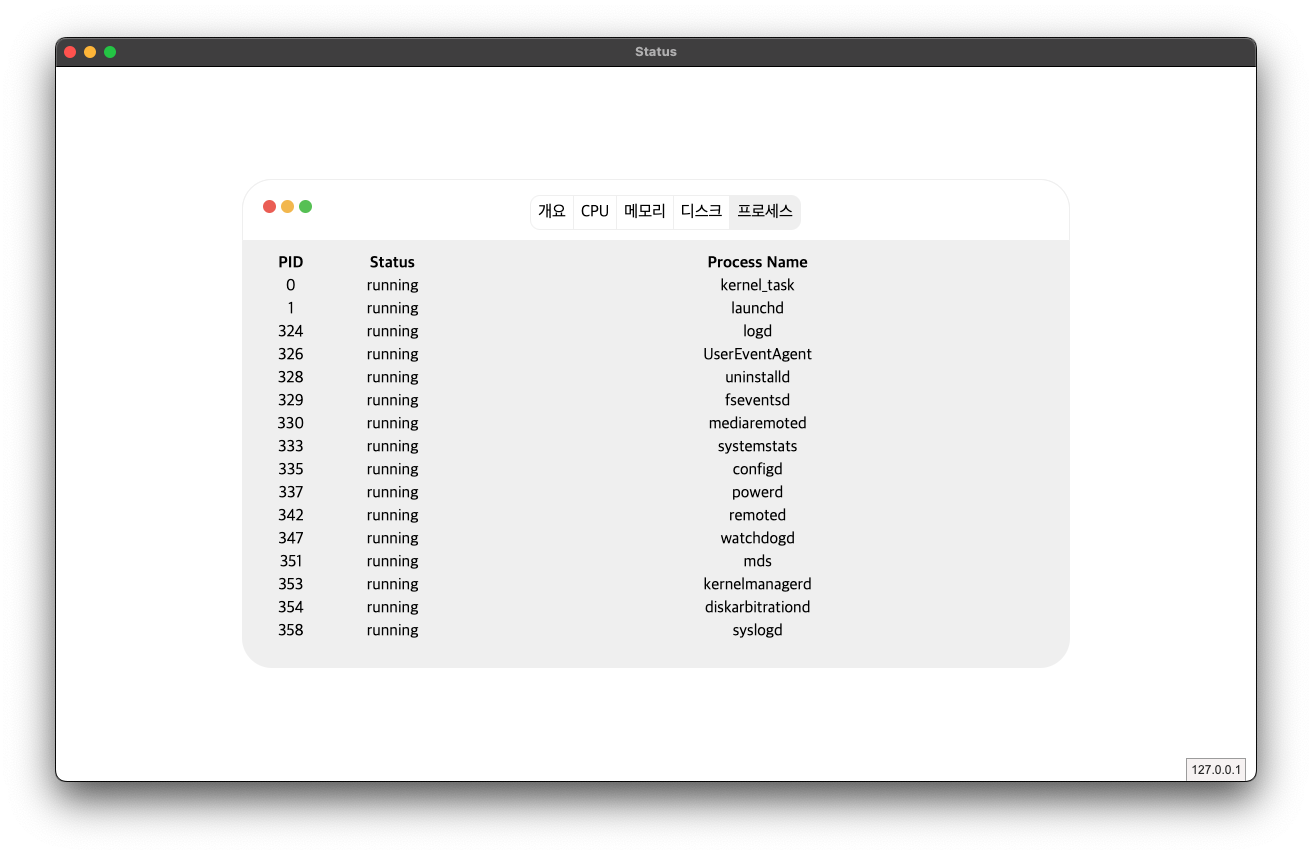 Status
개요 CPU 메모리 디스크 프로세스
PID Status Process Name
0 running kernel_task
1 running launchd
324 running logd
326 running UserEventAgent
328 running uninstalld
329 running fseventsd
330 running mediaremoted
333 running systemstats
335 running configd
337 running powerd
342 running remoted
347 running watchdogd
351 running mds
353 running kernelmanagerd
354 running diskarbitrationd
358 running syslogd
127.0.0.1